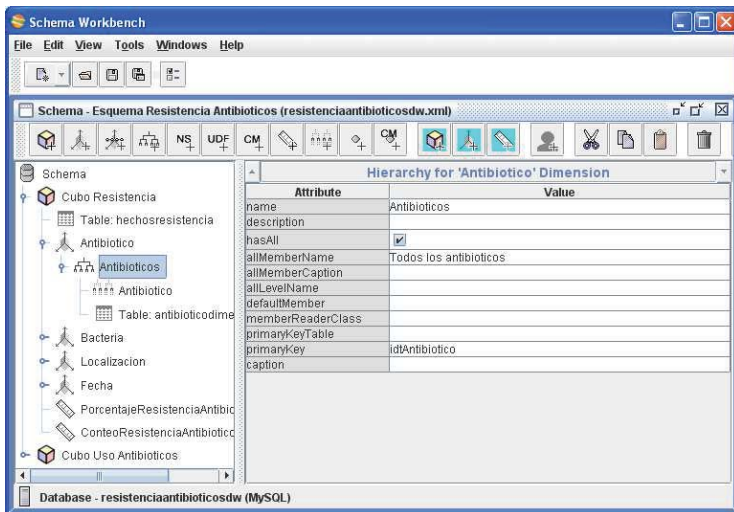 Schema Workbench
File Edit View Tools Windows Help
Schema - Esquema Resistencia Antibioticos (resistenciaantibioticosdw.xml)
NS UDF CM CM
Schema
Cubo Resistencia
Table: hechosresistencia
Antibiotico
Antibioticos
Antibiotico
Table: antibioticodime
Bacteria
Localizacion
Fecha
PorcentajeResistenciaAntibic
ConteoResistenciaAntibiotico
Cubo Uso Antibioticos
Hierarchy for 'Antibiotico' Dimension
Attribute Value
name Antibioticos
description
hasAll
allMemberName Todos los antibioticos
allMemberCaption
allLevelName
defaultMember
memberReaderClass
primaryKeyTable
primaryKey idtAntibiotico
caption
Database - resistenciaantibioticosdw (MySQL)